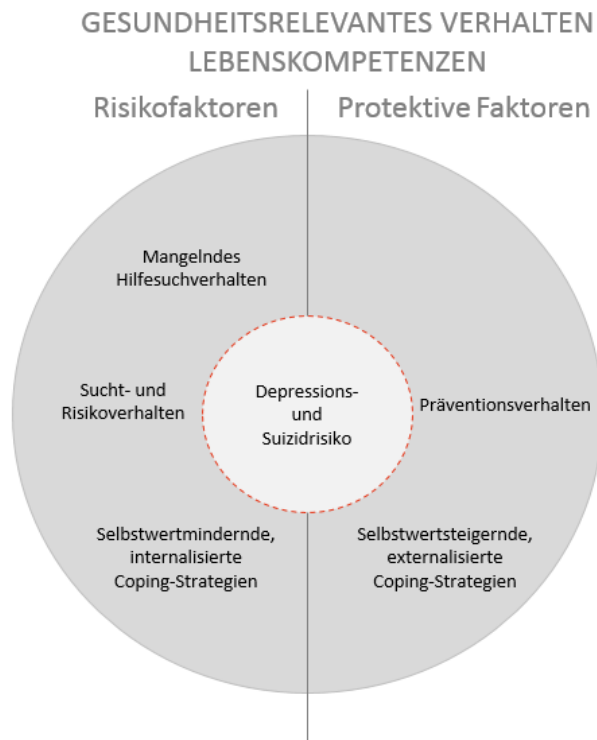 GESUNDHEITSRELEVANTES VERHALTEN
LEBENSKOMPETENZEN
Risikofaktoren
Protektive Faktoren
Mangelndes
Hilfesuchverhalten
Sucht- und
Risikoverhalten
Depressions-
und
Suizidrisiko
Präventionsverhalten
Selbstwertmindernde,
internalisierte
Coping-Strategien
Selbstwertsteigernde,
externalisierte
Coping-Strategien